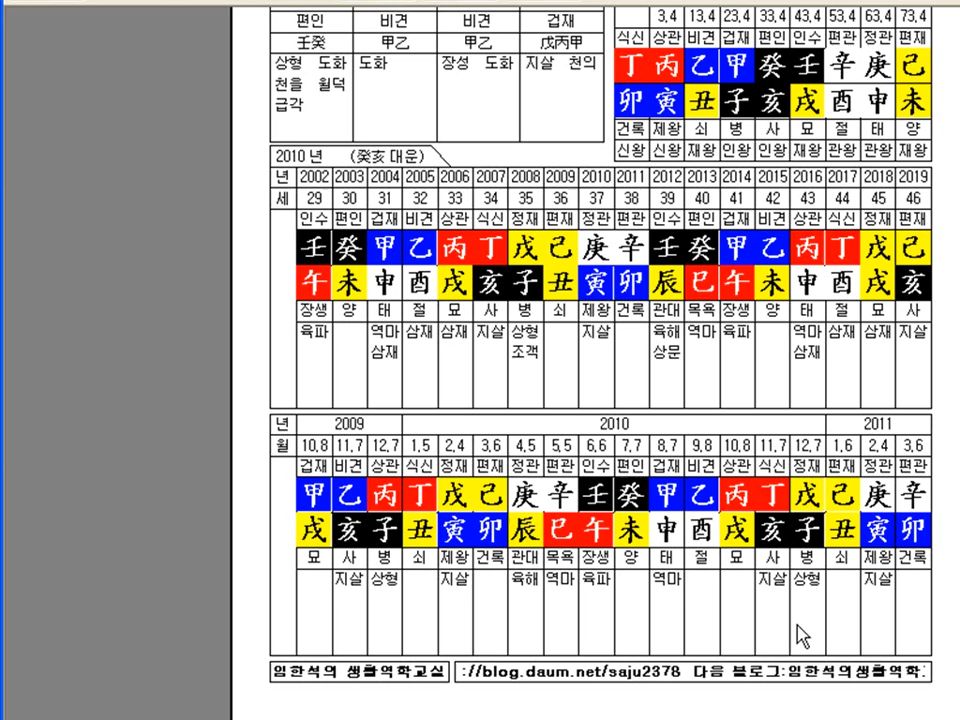 편인 비견 비견 겁재
壬癸 甲乙 甲乙 戊丙甲
상형 도화 도화 장성 도화 지살 천의
천을 월덕
급각
3,4 13,4 23,4 33,4 43,4 53,4 63,4 73,4
식신 상관 비견 겁재 편인 인수 편관 정관 편재
丁 丙 乙 甲 癸 壬 辛 庚 己
卯 寅 丑 子 亥 戌 酉 申 未
건록 제왕 쇠 병 사 묘 절 태 양
신왕 신왕 재왕 인왕 인왕 재왕 관왕 관왕 재왕
2010 년 (癸亥 대운)
년 2002 2003 2004 2005 2006 2007 2008 2009 2010 2011 2012 2013 2014 2015 2016 2017 2018 2019
세 29 30 31 32 33 34 35 36 37 38 39 40 41 42 43 44 45 46
인수 편인 겁재 비견 상관 식신 정재 편재 정관 편관 인수 편인 겁재 비견 상관 식신 정재 편재
壬 癸 甲 乙 丙 丁 戊 己 庚 辛 壬 癸 甲 乙 丙 丁 戊 己
午 未 申 酉 戌 亥 子 丑 寅 卯 辰 巳 午 未 申 酉 戌 亥
장생 양 태 절 묘 사 병 쇠 제왕 건록 관대 목욕 장생 양 태 절 묘 사
육파 역마 삼재 삼재 지살 상형 지살 육해 역마 육파 역마 삼재 삼재 지살
삼재 조객 상문 삼재
년 2009 2010 2011
월 10,8 11,7 12,7 1,5 2,4 3,6 4,5 5,5 6,6 7,7 8,7 9,8 10,8 11,7 12,7 1,6 2,4 3,6
겁재 비견 상관 식신 정재 편재 정관 편관 인수 편인 겁재 비견 상관 식신 정재 편재 정관 편관
甲 乙 丙 丁 戊 己 庚 辛 壬 癸 甲 乙 丙 丁 戊 己 庚 辛
戌 亥 子 丑 寅 卯 辰 巳 午 未 申 酉 戌 亥 子 丑 寅 卯
묘 사 병 쇠 제왕 건록 관대 목욕 장생 양 태 절 묘 사 병 쇠 제왕 건록
지살 상형 지살 육해 역마 육파 역마 지살 상형 지살
임한석의 생활역학교실 ://blog.daum.net/saju2378 다음 블로그:임한석의생활역학